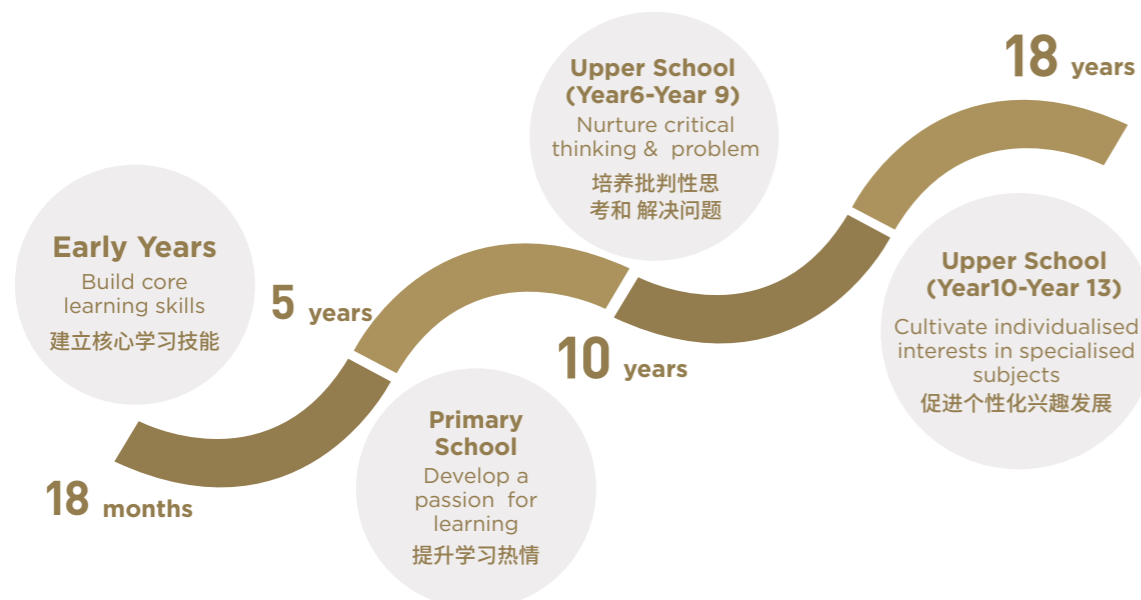 18 months
Early Years
Build core
learning skills
建立核心学习技能
5 years
Primary
School
Develop a
passion for
learning
提升学习热情
10 years
Upper School
(Year6-Year 9)
Nurture critical
thinking & problem
培养批判性思
考和 解决问题
18 years
Upper School
(Year10-Year 13)
Cultivate individualised
interests in specialised
subjects
促进个性化兴趣发展